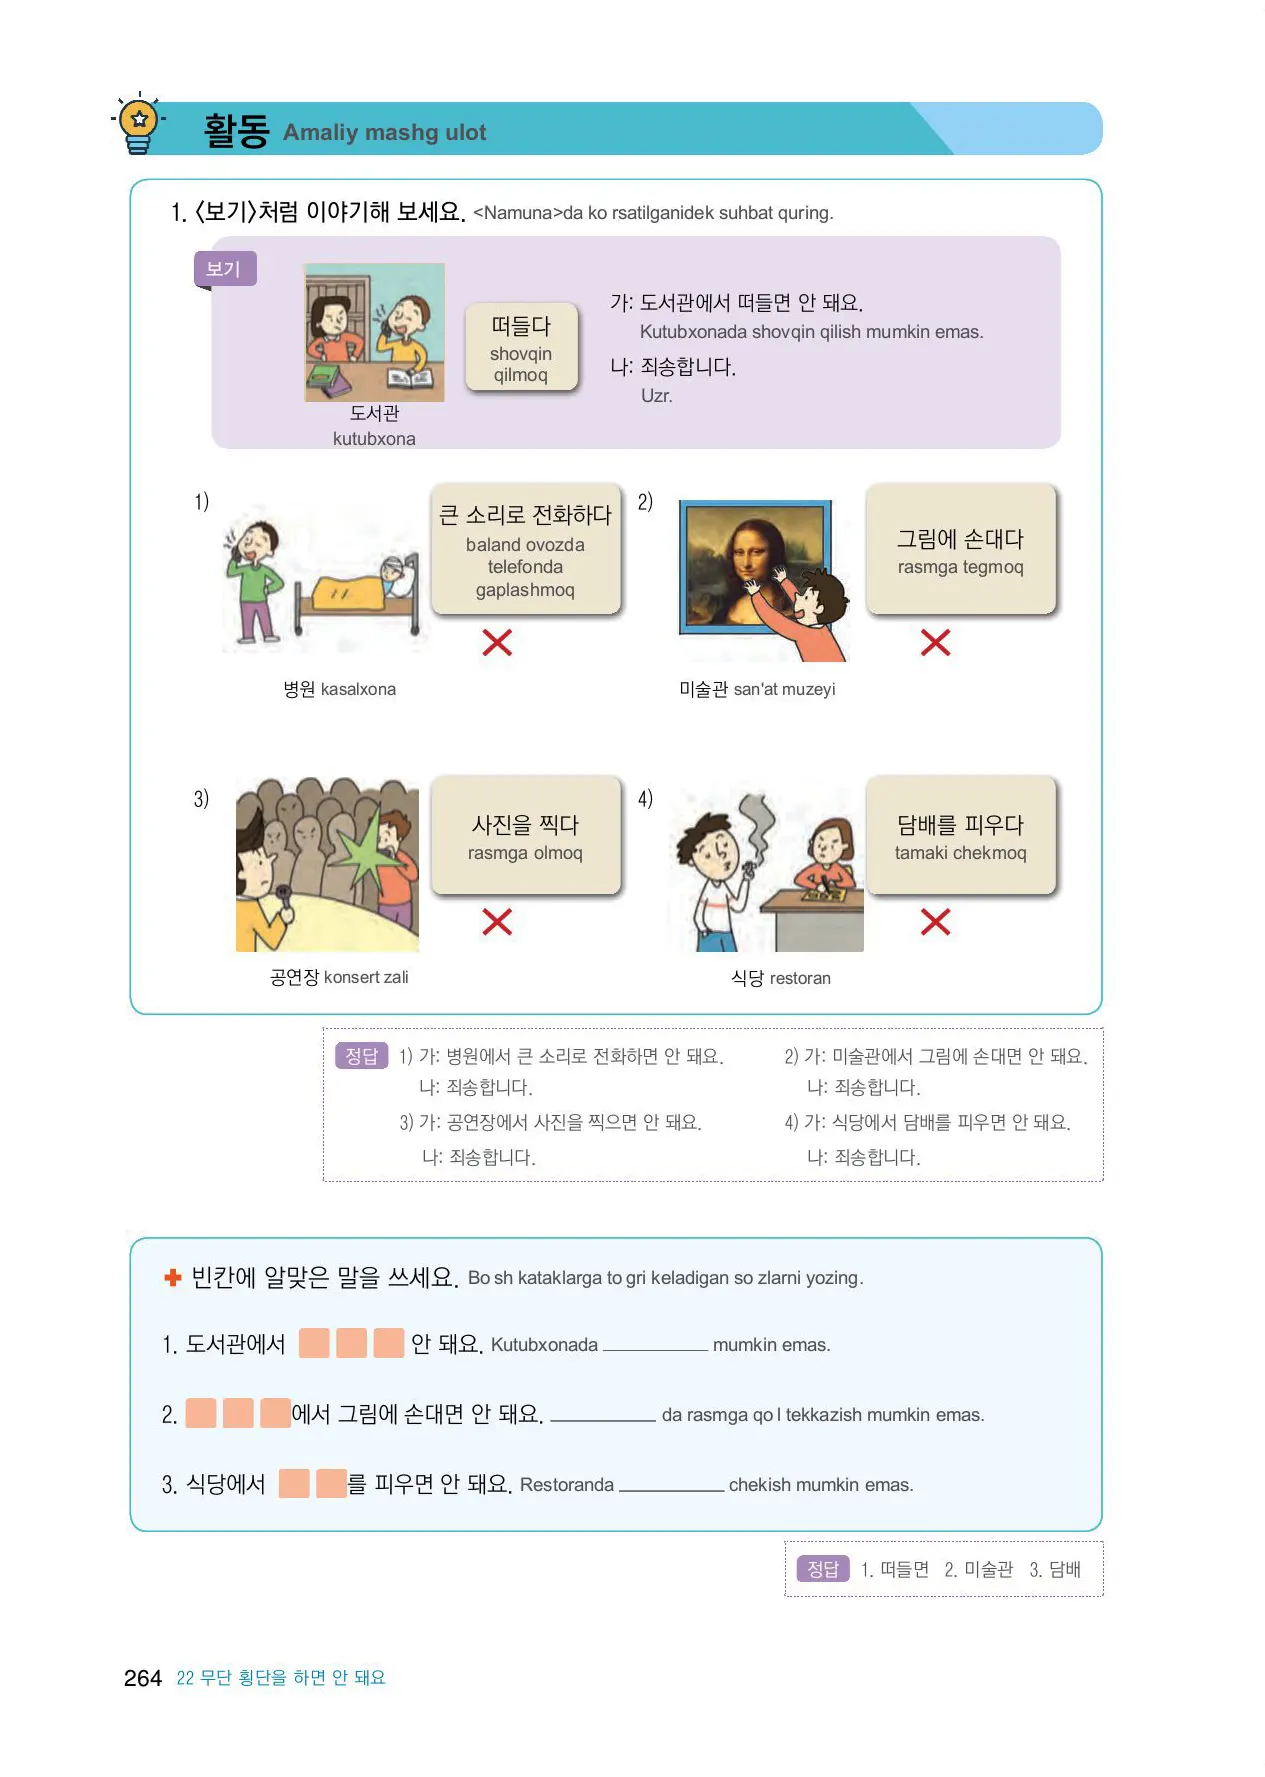 활동 Amaliy mashg ulot
1. <보기>처럼 이야기해 보세요. <Namuna>da ko rsatilganidek suhbat quring.
보기
떠들다
shovqin
qilmoq
도서관
kutubxona
가: 도서관에서 떠들면 안 돼요.
Kutubxonada shovqin qilish mumkin emas.
나: 죄송합니다.
Uzr.
1)
큰 소리로 전화하다
baland ovozda
telefonda
gaplashmoq
병원 kasalxona
2)
그림에 손대다
rasmga tegmoq
미술관 san'at muzeyi
3)
사진을 찍다
rasmga olmoq
공연장 konsert zali
4)
담배를 피우다
tamaki chekmoq
식당 restoran
정답
1) 가: 병원에서 큰 소리로 전화하면 안 돼요.
나: 죄송합니다.
2) 가: 미술관에서 그림에 손대면 안 돼요.
나: 죄송합니다.
3) 가: 공연장에서 사진을 찍으면 안 돼요.
나: 죄송합니다.
4) 가: 식당에서 담배를 피우면 안 돼요.
나: 죄송합니다.
빈칸에 알맞은 말을 쓰세요. Bo sh kataklarga to gri keladigan so zlarni yozing.
1. 도서관에서 안 돼요. Kutubxonada __________ mumkin emas.
2. 에서 그림에 손대면 안 돼요. __________ da rasmga qo l tekkazish mumkin emas.
3. 식당에서 를 피우면 안 돼요. Restoranda __________ chekish mumkin emas.
정답 1. 떠들면 2. 미술관 3. 담배
264 22 무단 횡단을 하면 안 돼요